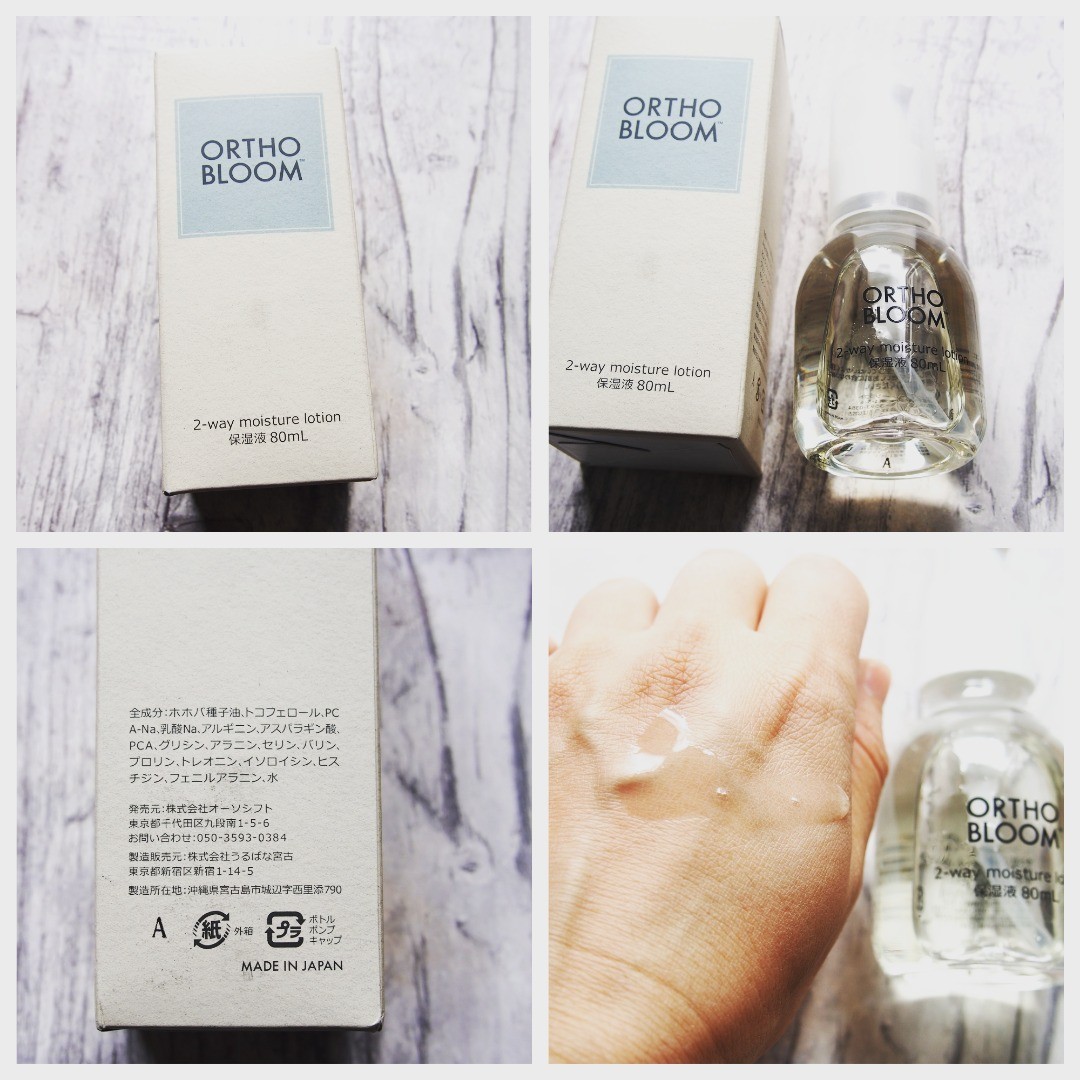 ORTHO
BLOOM™
2-way moisture lotion
保湿液 80mL
ORTHO
BLOOM™
2-way moisture lotion
保湿液 80mL
ORTHO
BLOOM
2-way moisture lotion
保湿液 80mL
A
全成分:ホホバ種子油、トコフェロール、PC
A-Na、乳酸Na、アルギニン、アスパラギン酸、
PCA、グリシン、アラニン、セリン、バリン、
プロリン、トレオニン、イソロイシン、ヒス
チジン、フェニルアラニン、水
発売元:株式会社オーソシフト
東京都千代田区九段南1-5-6
お問い合わせ:050-3593-0384
製造販売元:株式会社うるばな宮古
東京都新宿区新宿1-14-5
製造所在地:沖縄県宮古島市城辺字西里添790
A 紙 外箱 プラ ボトル
ポンプ
キャップ
MADE IN JAPAN
ORTHO
BLOOM
2-way moisture lo
保湿液 80mL